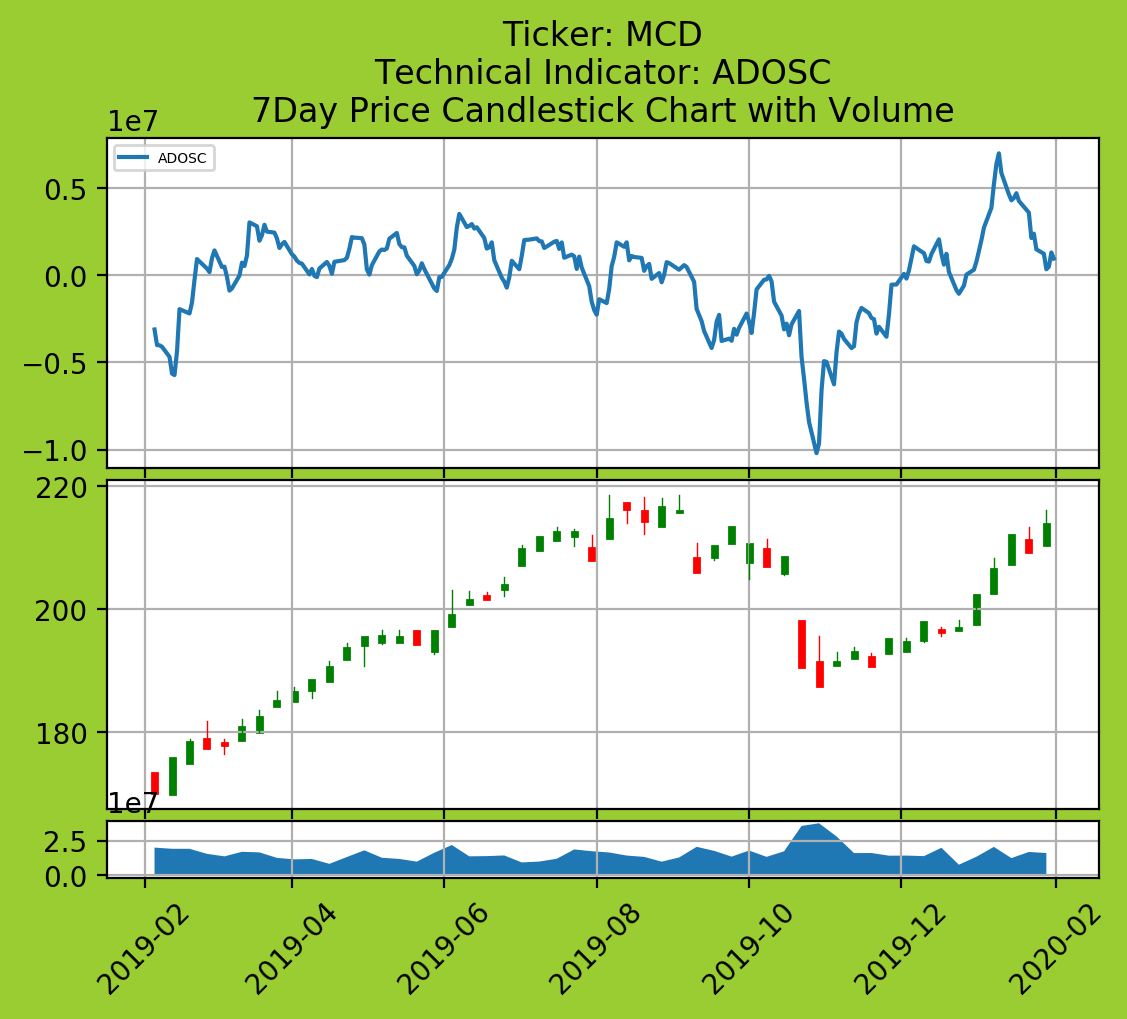 Ticker: MCD
Technical Indicator: ADOSC
7Day Price Candlestick Chart with Volume
1e7
ADOSC
0.5
0.0
−0.5
−1.0
220
200
180
1e7
2.5
0.0
2019-02
2019-04
2019-06
2019-08
2019-10
2019-12
2020-02